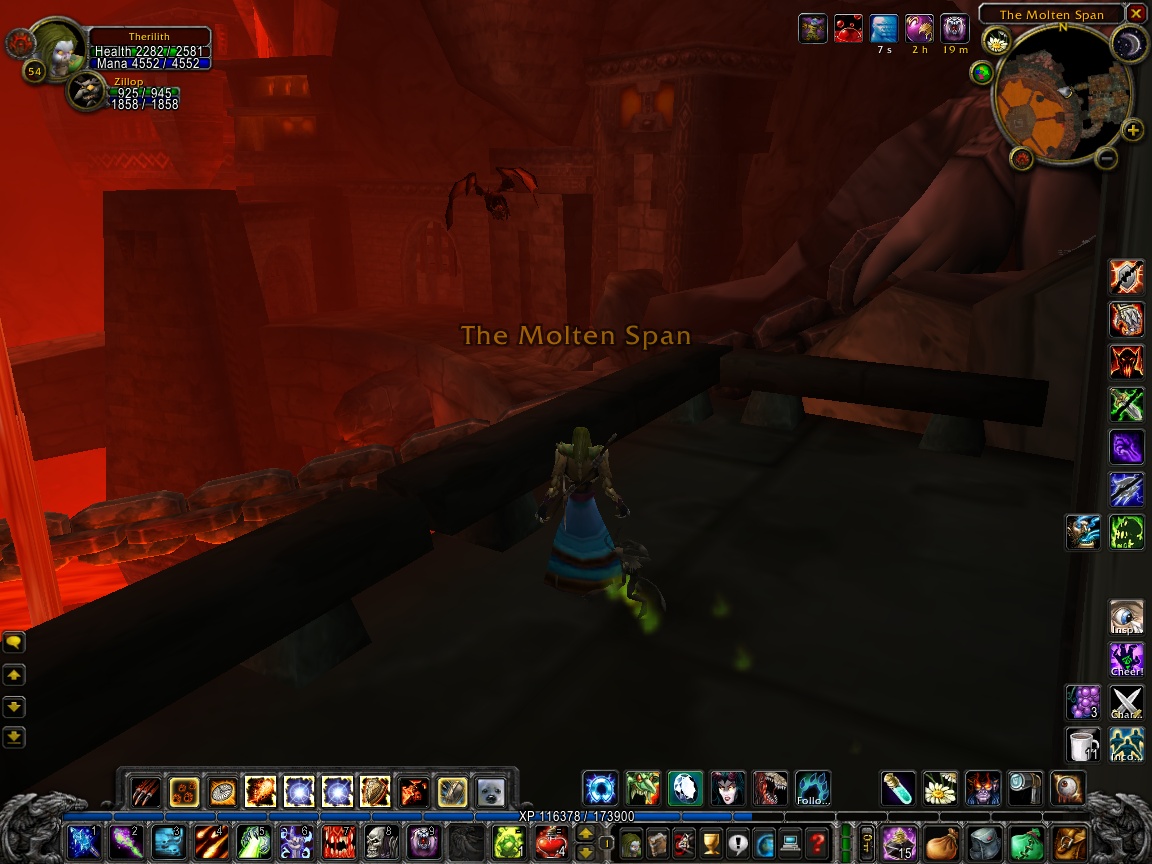 Therilith
Health 2282 / 2581
Mana 4552 / 4552
54
Zillop
925 / 945
1858 / 1858
7 s
2 h
19 m
The Molten Span
N
The Molten Span
Insp
Cheer!
3
Char..
11
Follo...
XP 116378 / 173900
1
2
3
4
5
6
7
8
9
4
1
15